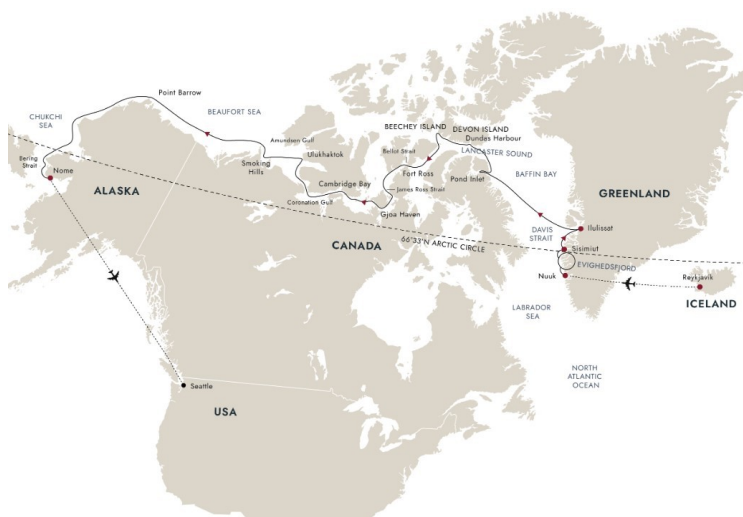 Point Barrow
CHUKCHI
SEA
BEAUFORT SEA
BEECHEY ISLAND
DEVON ISLAND
Dundes Harbour
Amundsen Gulf
Ulukhaktok
Bellot Strait
LANCASTER SOUND
Bering Strait
Nome
Smoking
Hills
Fort Ross
Pond Inlet
BAFFIN BAY
ALASKA
Cambridge Bay
James Ross Strait
GREENLAND
Coronation Gulf
Gjoa Haven
CANADA
66°33'N ARCTIC CIRCLE
DAVIS
STRAIT
Ilulissat
Sisimiut
EVIGHEDSFJORD
Nuuk
Reykjavik
ICELAND
LABRADOR
SEA
NORTH
ATLANTIC
OCEAN
Seattle
USA